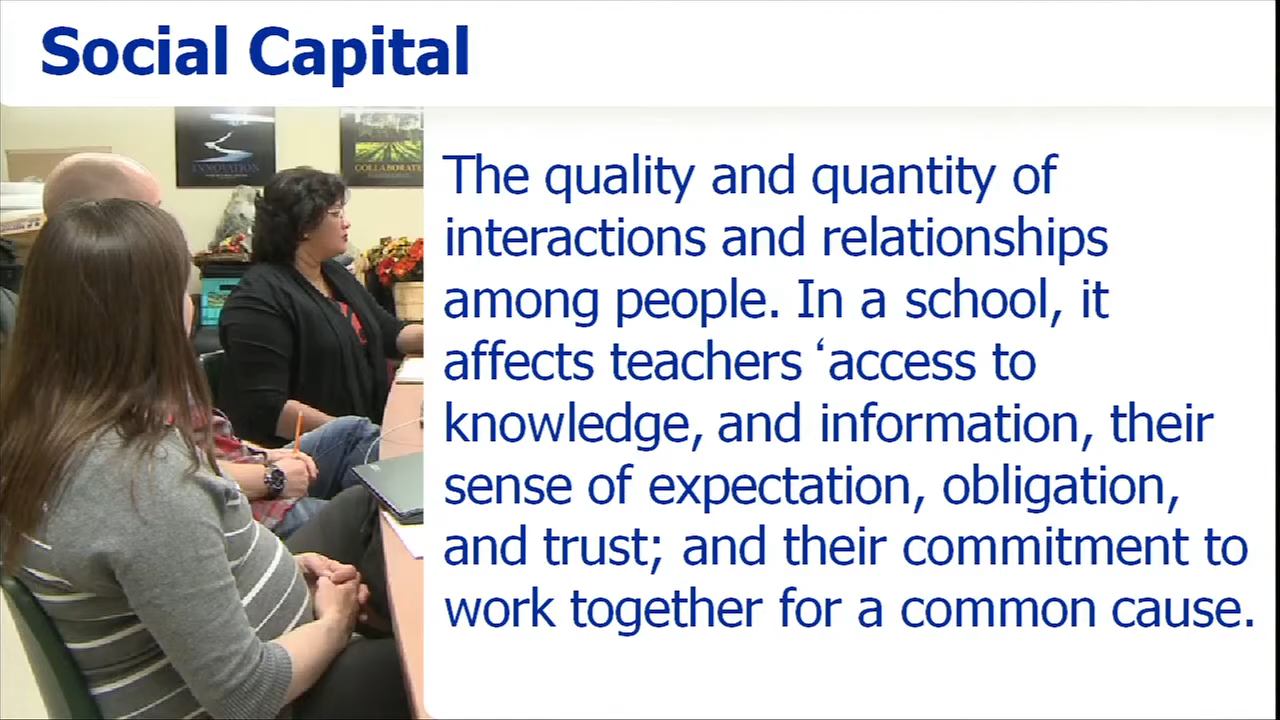 Social Capital
INNOVATION
COLLABORATE
The quality and quantity of
interactions and relationships
among people. In a school, it
affects teachers ‘access to
knowledge, and information, their
sense of expectation, obligation,
and trust; and their commitment to
work together for a common cause.